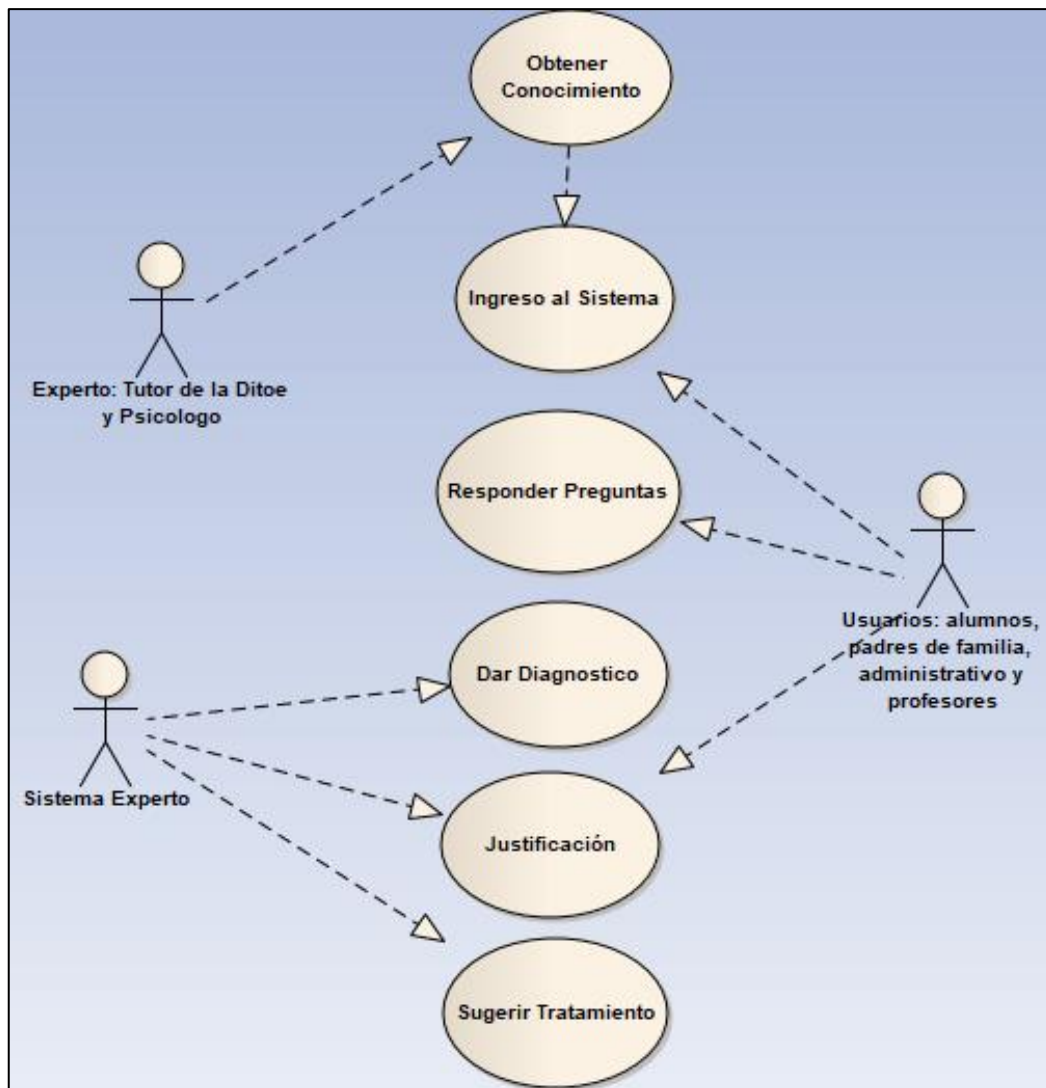 Obtener
Conocimiento
Ingreso al Sistema
Experto: Tutor de la Ditoe
y Psicologo
Responder Preguntas
Usuarios: alumnos,
padres de familia,
administrativo y
profesores
Dar Diagnostico
Sistema Experto
Justificación
Sugerir Tratamiento